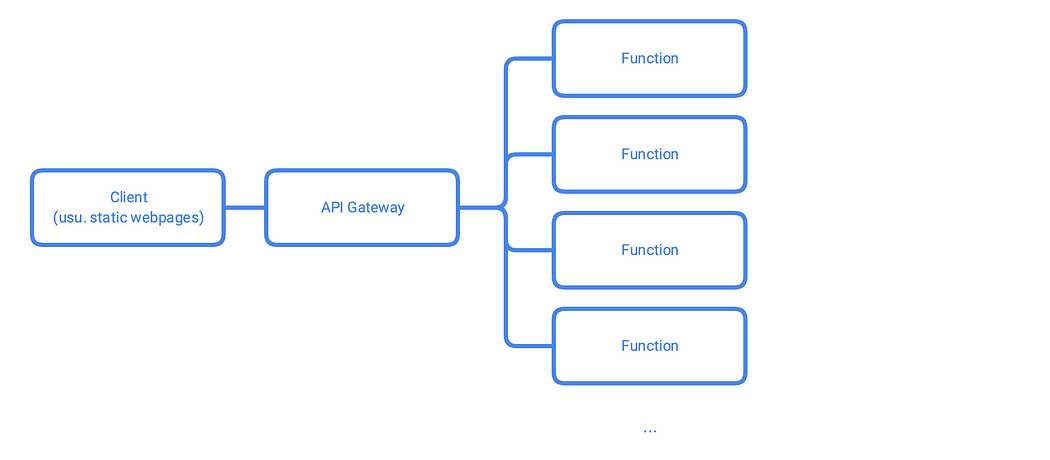 Function
Function
Client
(usu. static webpages)
API Gateway
Function
Function
...